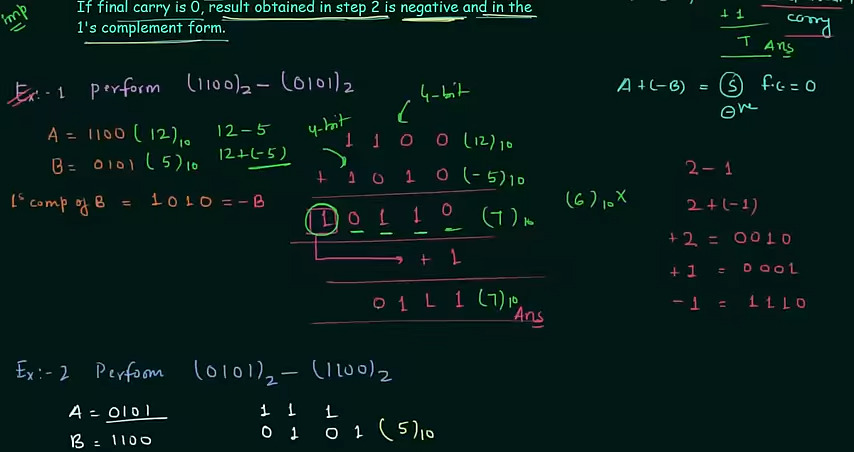 imp
If final carry is 0, result obtained in step 2 is negative and in the
1's complement form.
+1
T Ans
carry
A+(-B) = (S) f.c = 0
⊖ve
Ex:- 1 Perform (1100)2 - (0101)2
A = 1100 (12)10 12-5
B = 0101 (5)10 12+(-5)
1's comp of B = 1010 = -B
4-bit
4-bit
1 1 0 0 (12)10
+ 1 0 1 0 (-5)10
1 0 1 1 0 (7)10 (6)10 X
+ 1
0 1 1 1 (7)10
Ans
2 - 1
2 + (-1)
+2 = 0010
+1 = 0001
-1 = 1110
Ex:- 2 Perform (0101)2 - (1100)2
A = 0101
B = 1100
1 1 1
0 1 0 1 (5)10